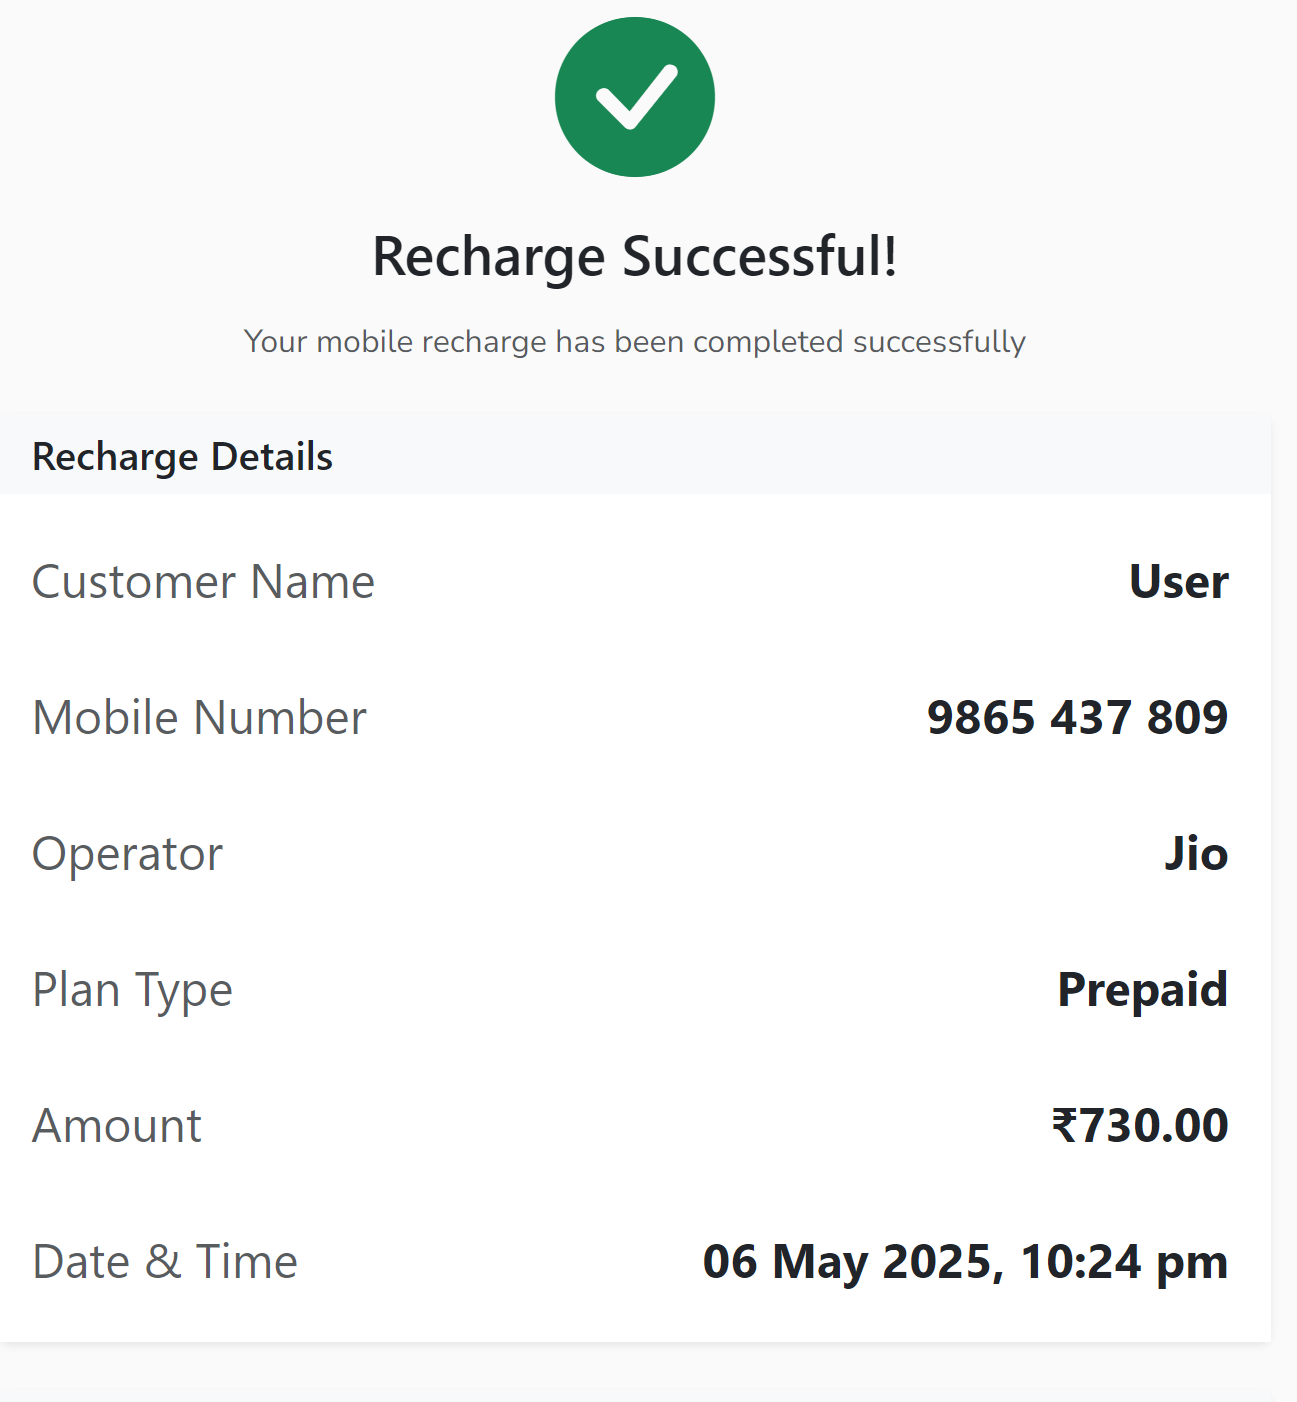 Recharge Successful!
Your mobile recharge has been completed successfully
Recharge Details
Customer Name User
Mobile Number 9865 437 809
Operator Jio
Plan Type Prepaid
Amount ₹730.00
Date & Time 06 May 2025, 10:24 pm